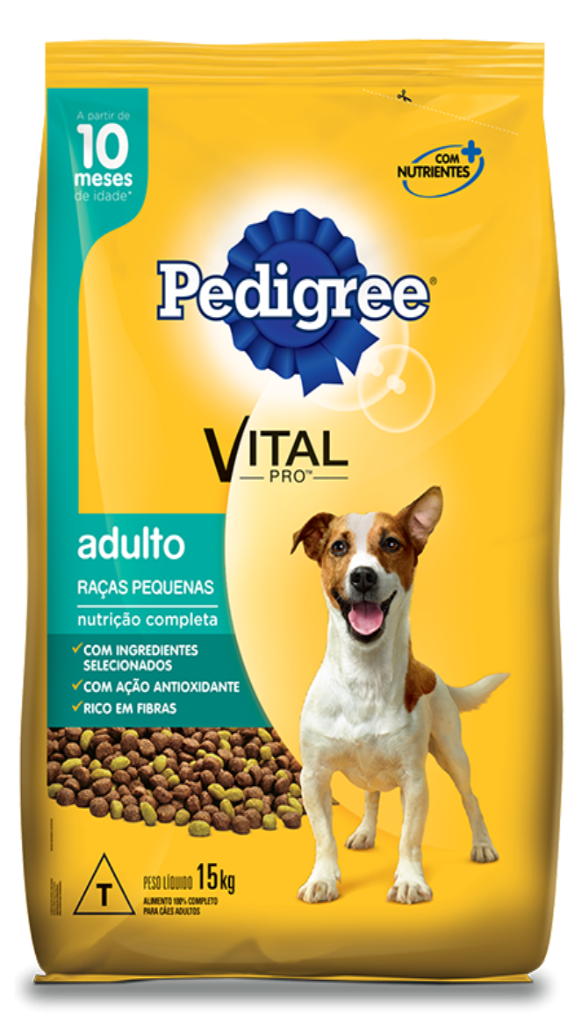 A partir de
10
meses
de idade*
COM
NUTRIENTES
Pedigree®
VITAL
PRO™
adulto
RAÇAS PEQUENAS
nutrição completa
COM INGREDIENTES
SELECIONADOS
COM AÇÃO ANTIOXIDANTE
RICO EM FIBRAS
T
PESO LÍQUIDO 15kg
ALIMENTO 100% COMPLETO
PARA CÃES ADULTOS